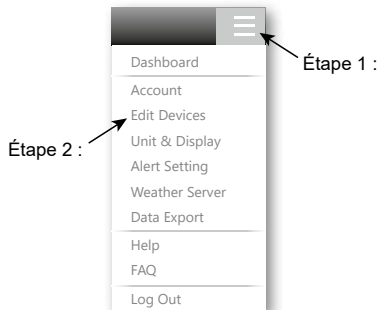 Dashboard
Étape 1 :
Account
Edit Devices
Étape 2 :
Unit & Display
Alert Setting
Weather Server
Data Export
Help
FAQ
Log Out